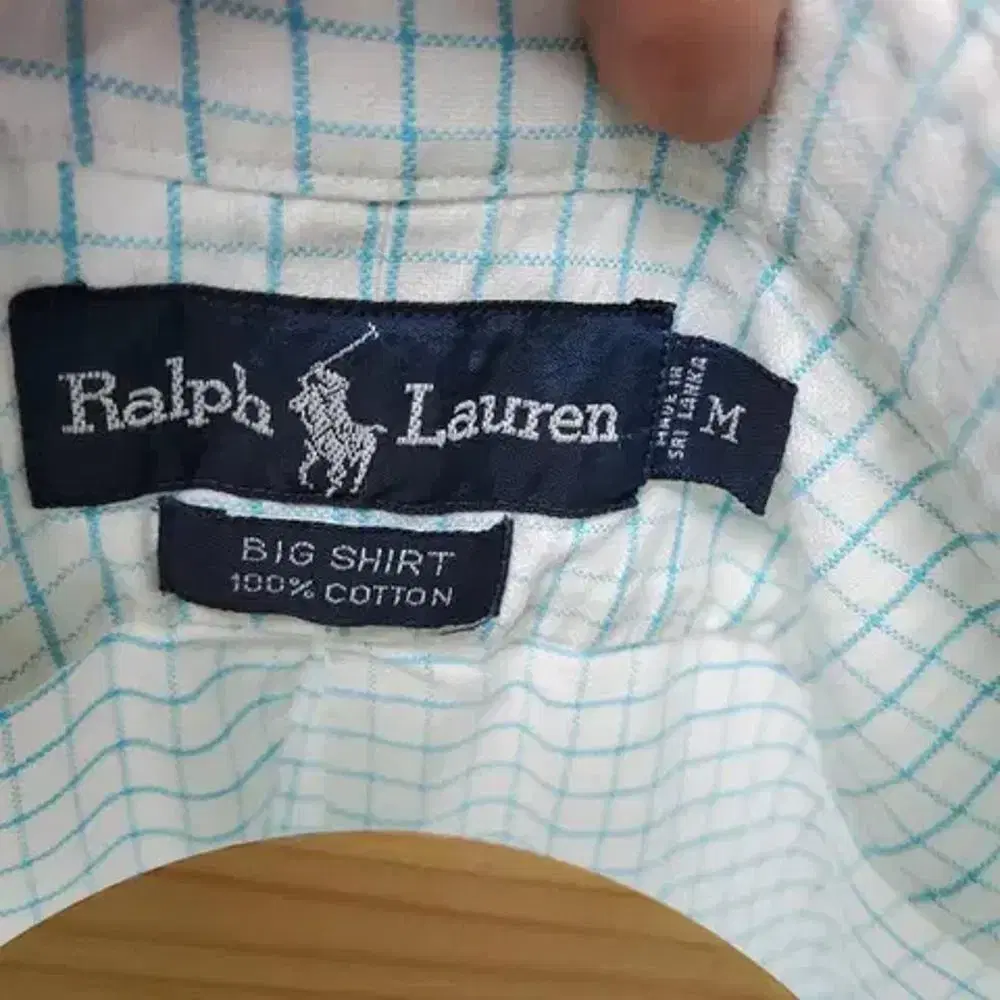 Ralph Lauren
MADE IN
SRI LANKA
M
BIG SHIRT
100% COTTON